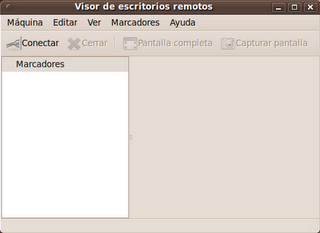 Visor de escritorios remotos
Máquina Editar Ver Marcadores Ayuda
Conectar Cerrar Pantalla completa Capturar pantalla
Marcadores